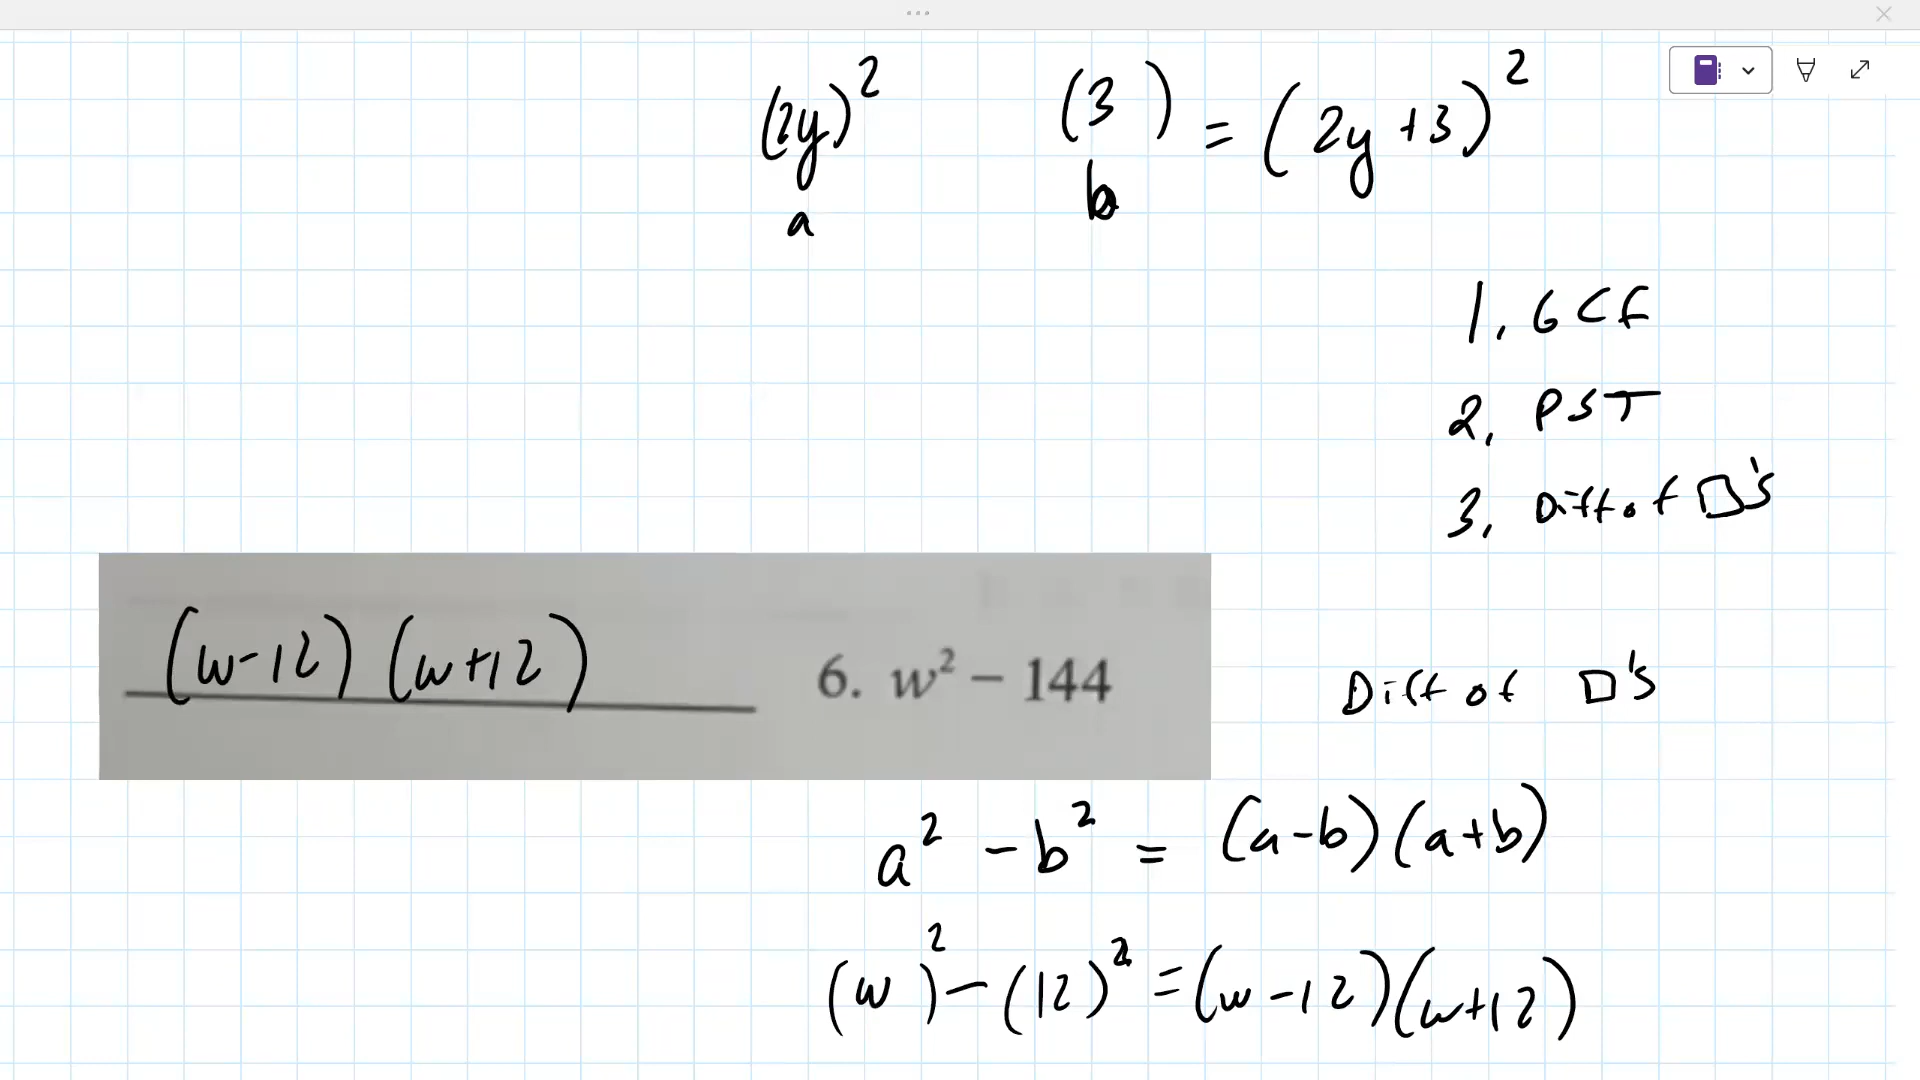 (2y)² (3 ) = (2y + 3)²
a b
1. GCF
2. PST
3. Diff of □'s
(w-12) (w+12) 6. w² − 144
Diff of □'s
a² - b² = (a-b)(a+b)
(w )² - (12)² = (w-12)(w+12)